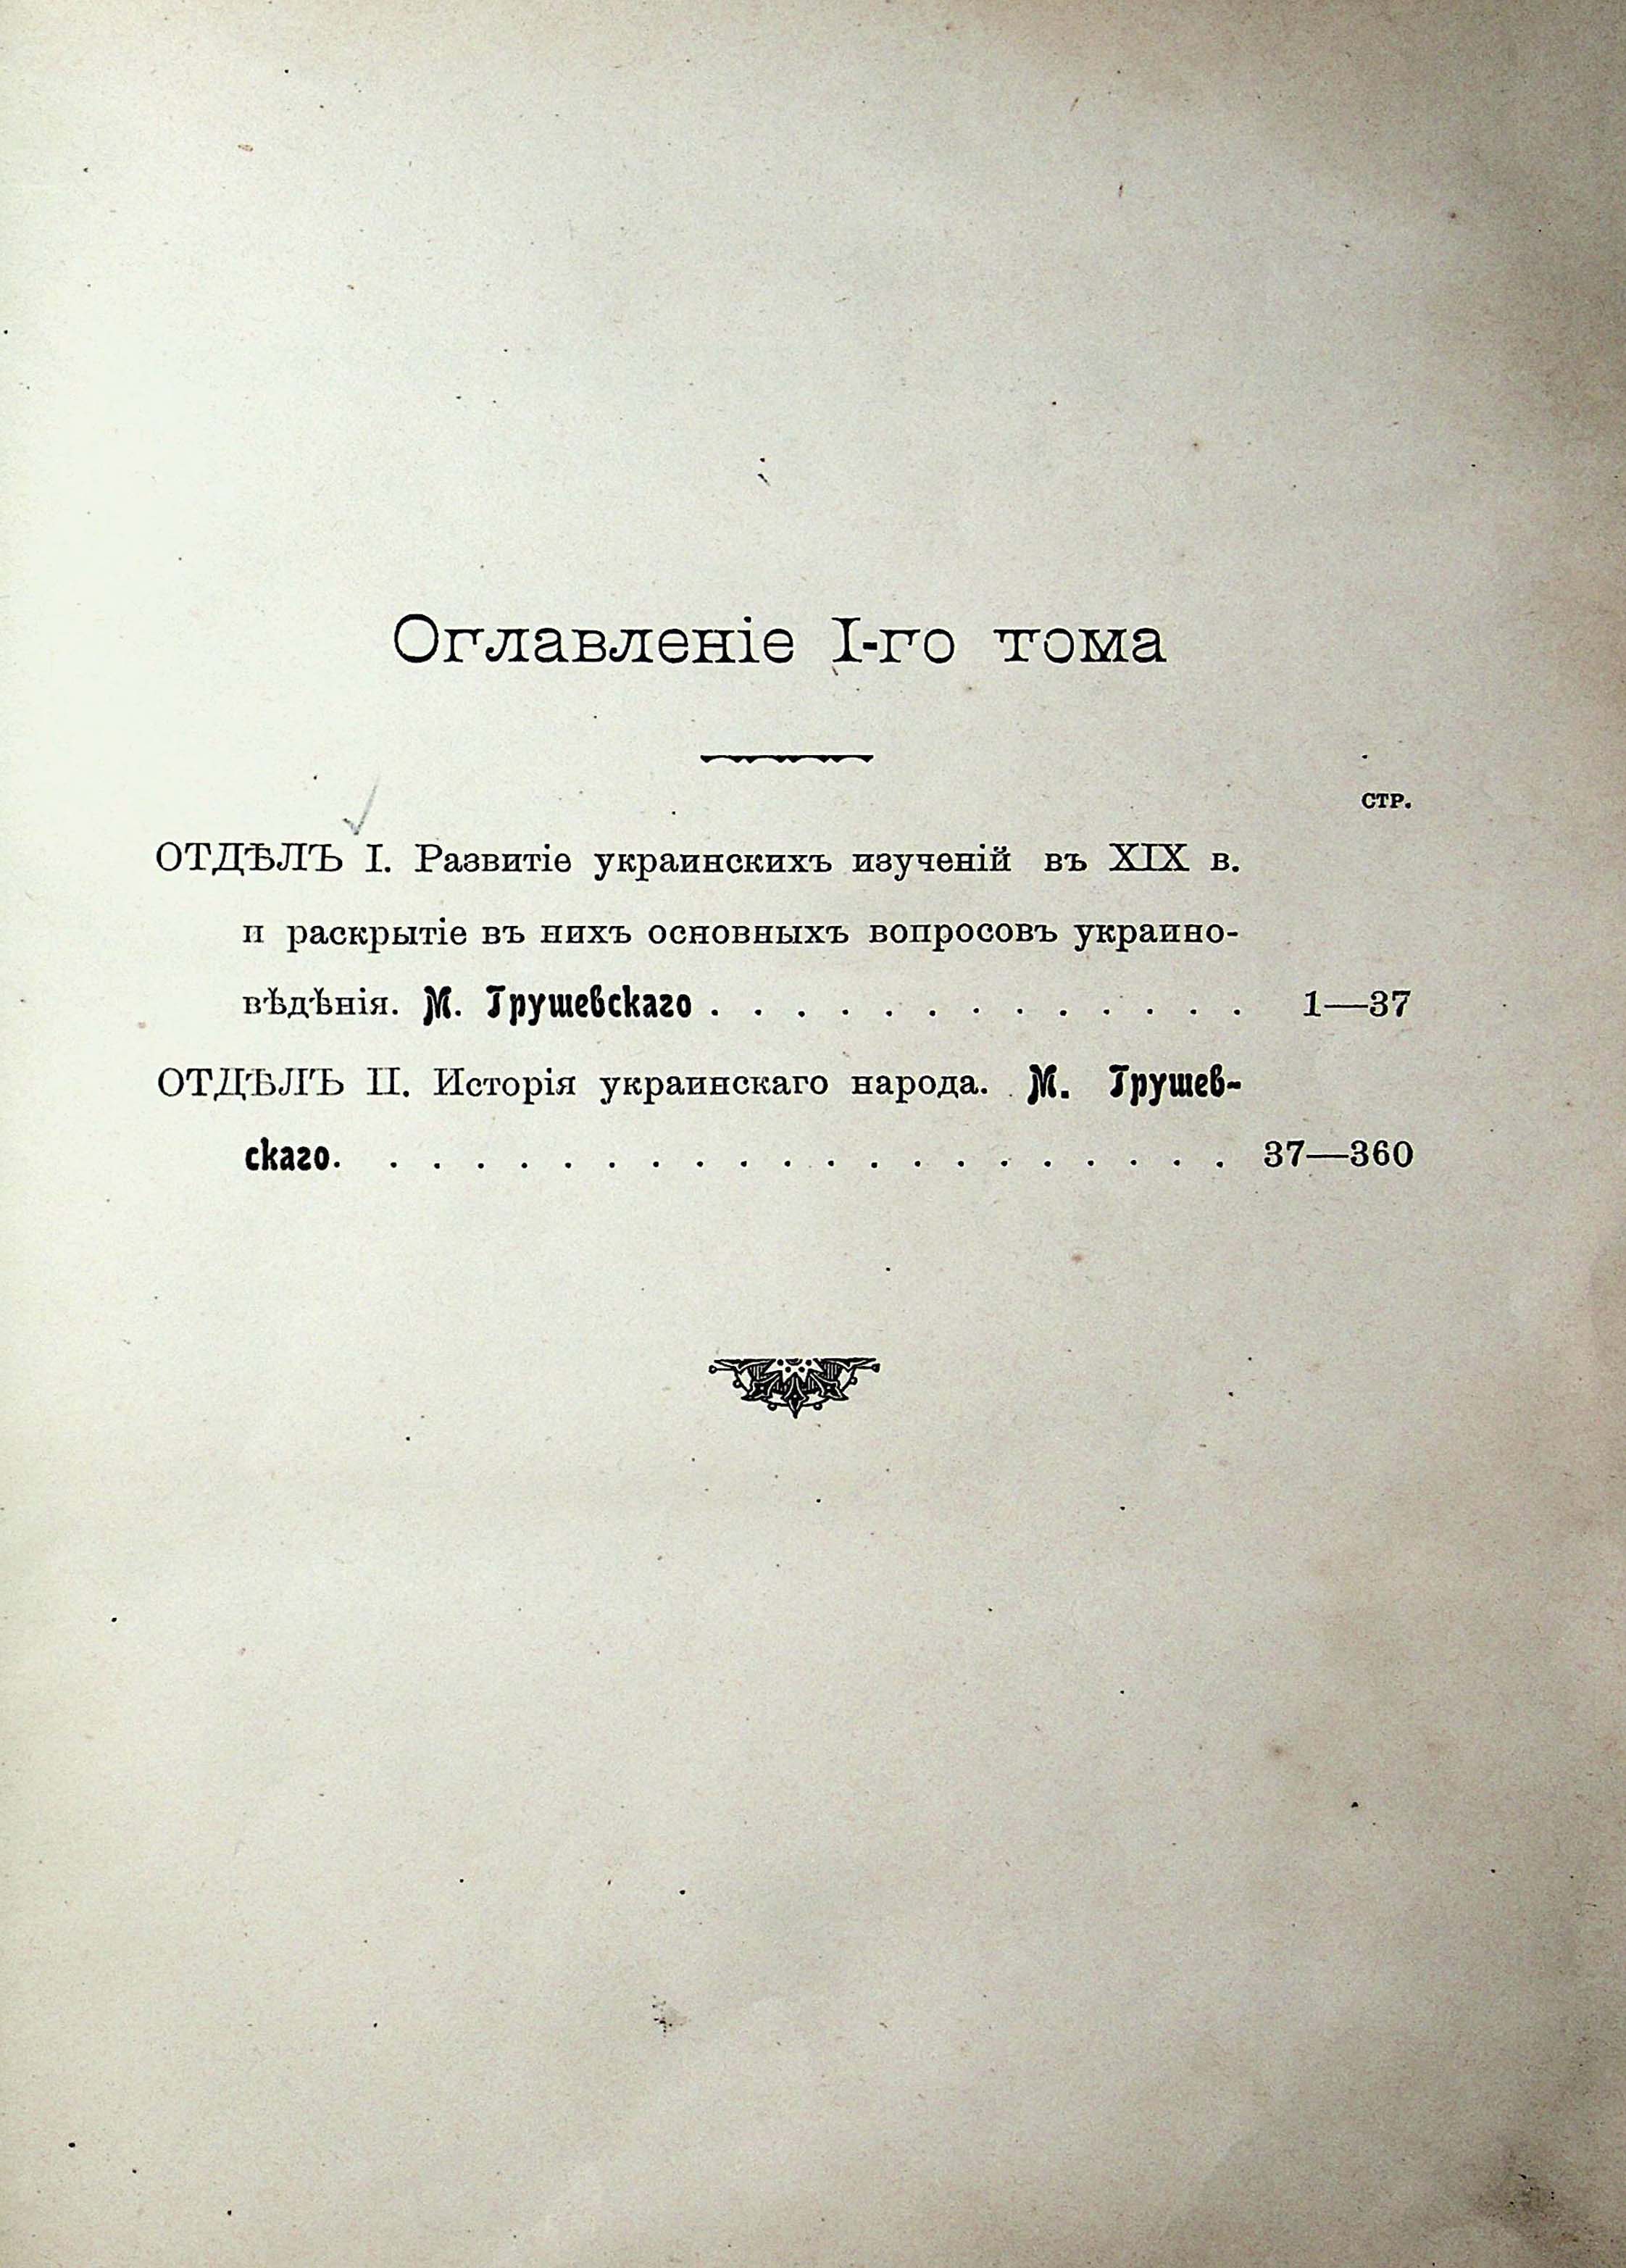 Оглавленіе I-го тома
стр.
ОТДѢЛЪ I. Развитіе украинскихъ изученій въ XIX в.
и раскрытіе въ нихъ основныхъ вопросовъ украино-
вѣдѣнія. М. Грушевскаго . . . . . . . . . . . . . 1—37
ОТДѢЛЪ II. Исторія украинскаго народа. М. Грушев-
скаго. . . . . . . . . . . . . . . . . . . . . 37—360